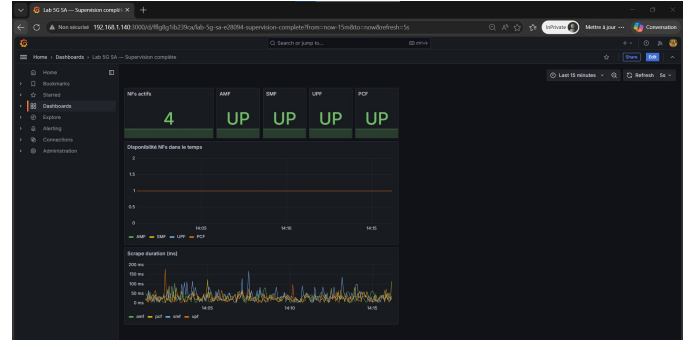 Lab 5G SA — Supervision complèt
Non sécurisé 192.168.1.140:3000/d/ffig8g1ib239ca/lab-5g-sa-e28094-supervision-complete?from=now-15m&to=now&refresh=5s
InPrivate
Mettre à jour
Conversation
Search or jump to...
Home > Dashboards > Lab 5G SA — Supervision complète
Share
Edit
Home
Bookmarks
Starred
Dashboards
Explore
Alerting
Connections
Administration
Last 15 minutes
Refresh 5s
NFs actifs AMF SMF UPF PCF
4 UP UP UP UP
Disponibilité NFs dans le temps
2
1.5
1
0.5
0
14:05 14:10 14:15
AMF SMF UPF PCF
Scrape duration (ms)
200 ms
150 ms
100 ms
50 ms
0 ms
14:05 14:10 14:15
amf pcf smf upf